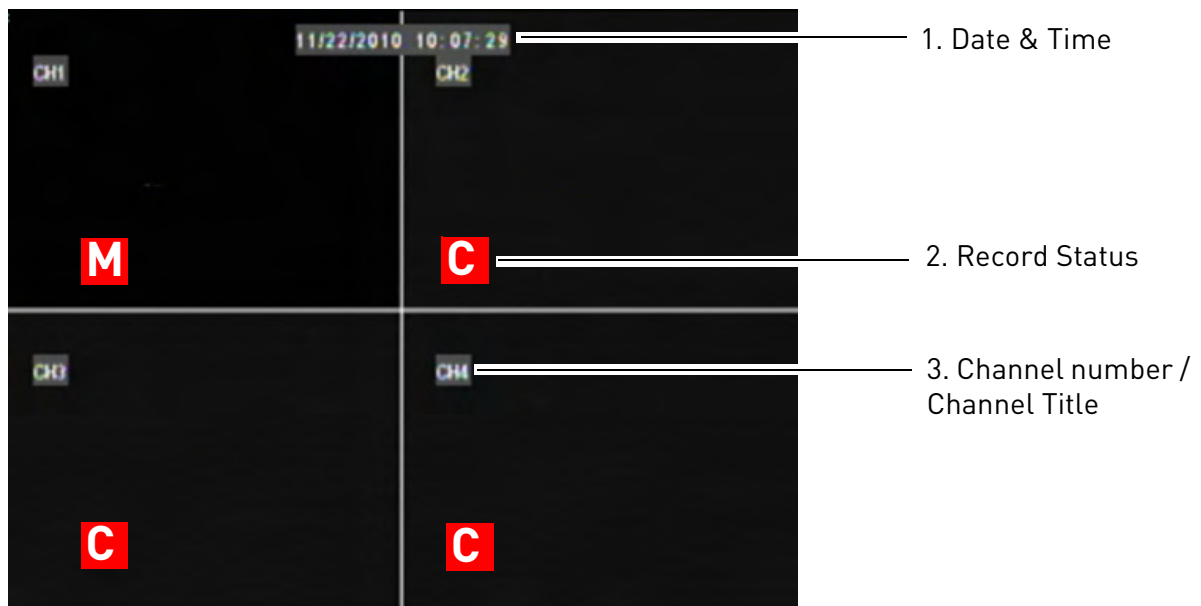 11/22/2010 10:07:29
1. Date & Time
CH1
CH2
M
C
2. Record Status
CH3
CH4
3. Channel number /
Channel Title
C
C